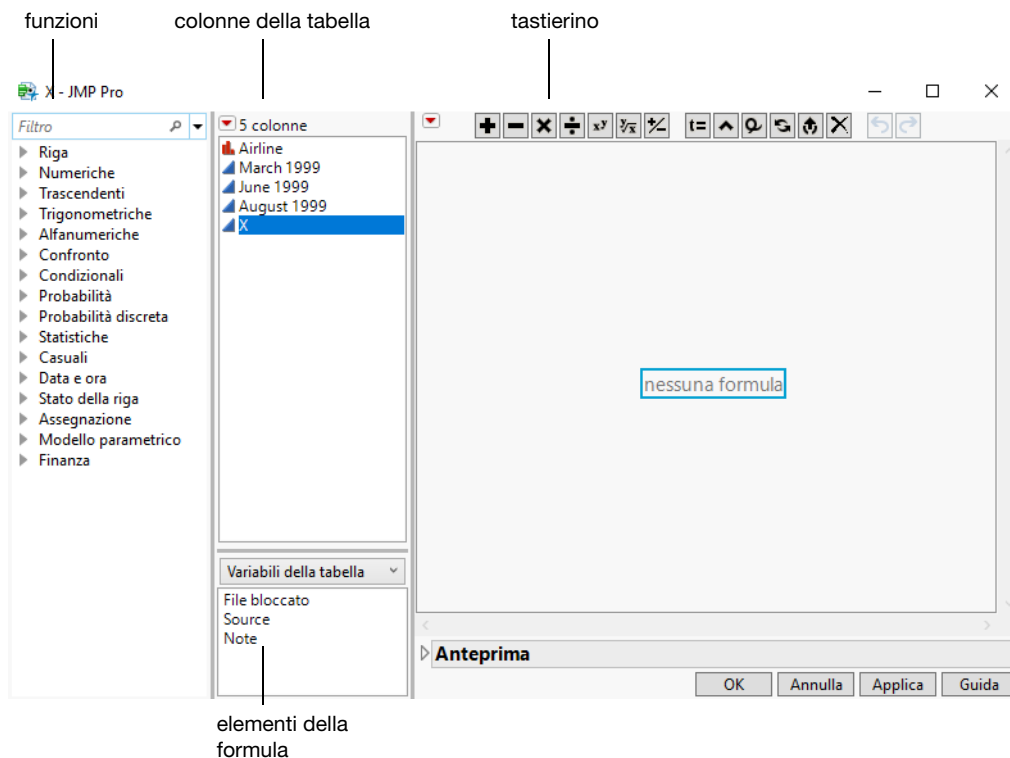 funzioni
colonne della tabella
tastierino
X - JMP Pro
Filtro
Riga
Numeriche
Trascendenti
Trigonometriche
Alfanumeriche
Confronto
Condizionali
Probabilità
Probabilità discreta
Statistiche
Casuali
Data e ora
Stato della riga
Assegnazione
Modello parametrico
Finanza
5 colonne
Airline
March 1999
June 1999
August 1999
X
Variabili della tabella
File bloccato
Source
Note
t=
nessuna formula
Anteprima
OK
Annulla
Applica
Guida
elementi della
formula